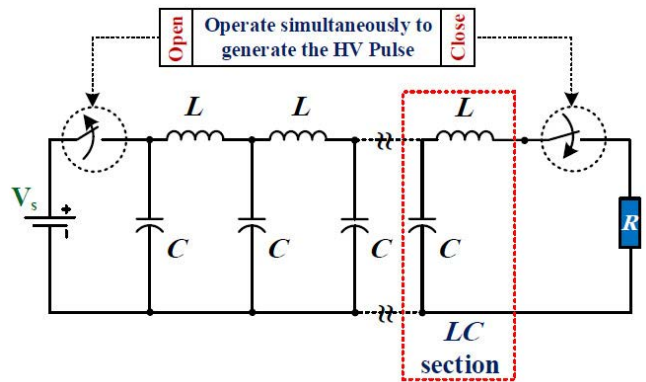 Open
Operate simultaneously to
generate the HV Pulse
Close
L
L
L
Vs
+
C
C
C
C
R
LC
section